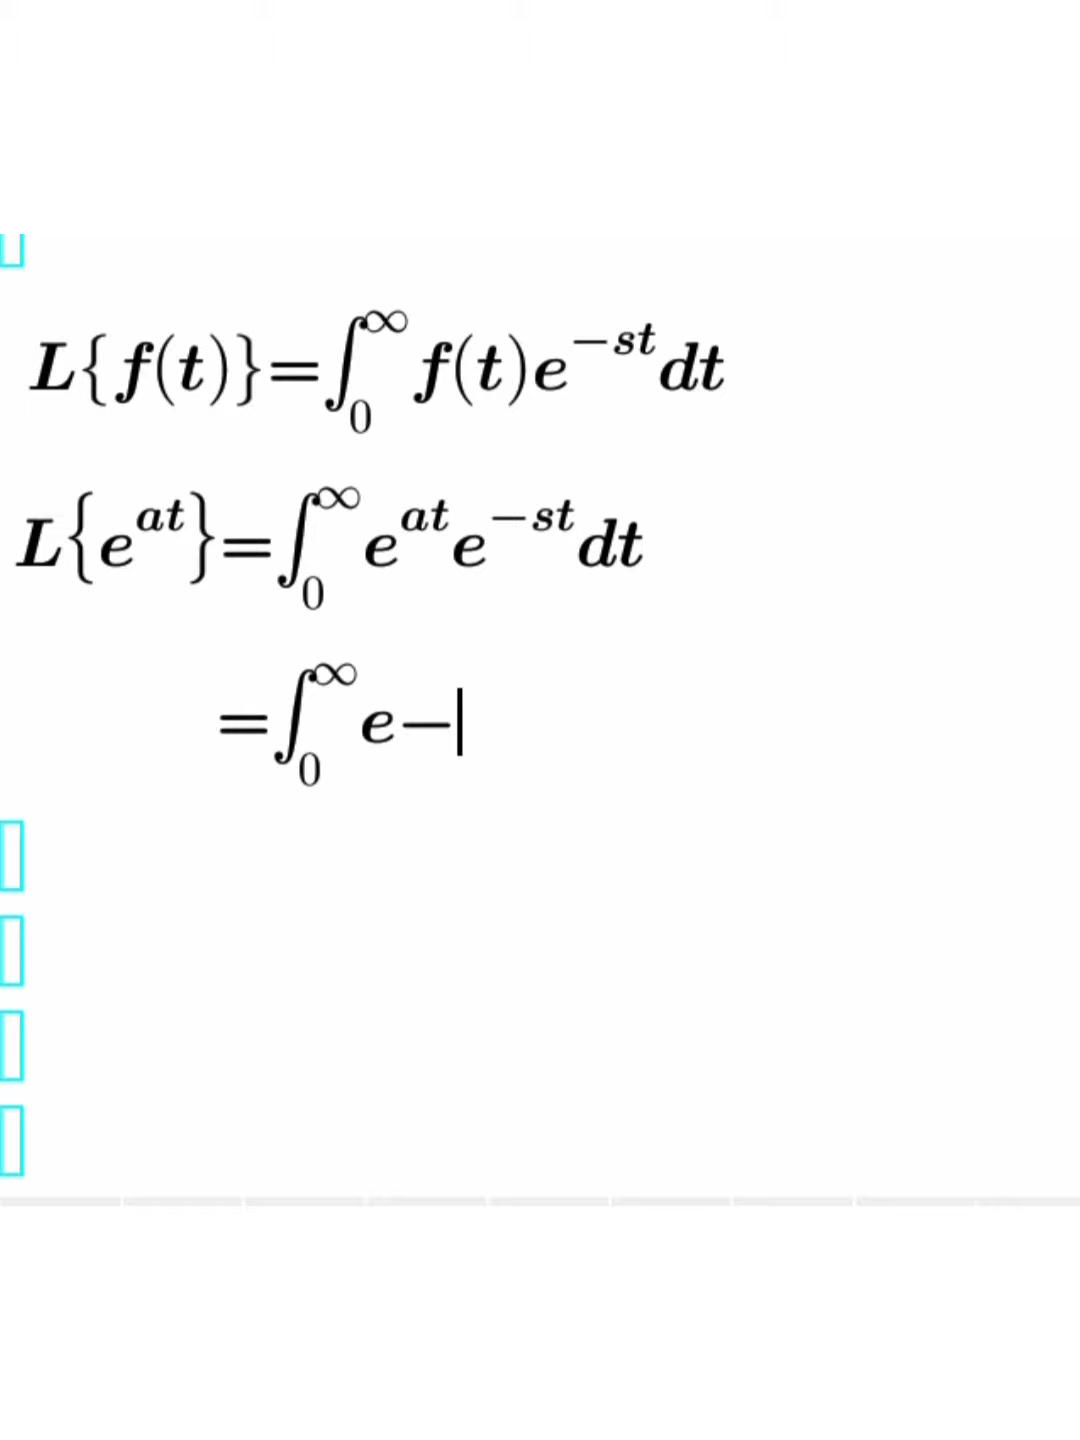 L{f(t)}=∫₀^∞ f(t)e^{-st}dt
L{e^{at}}=∫₀^∞ e^{at}e^{-st}dt
=∫₀^∞ e-